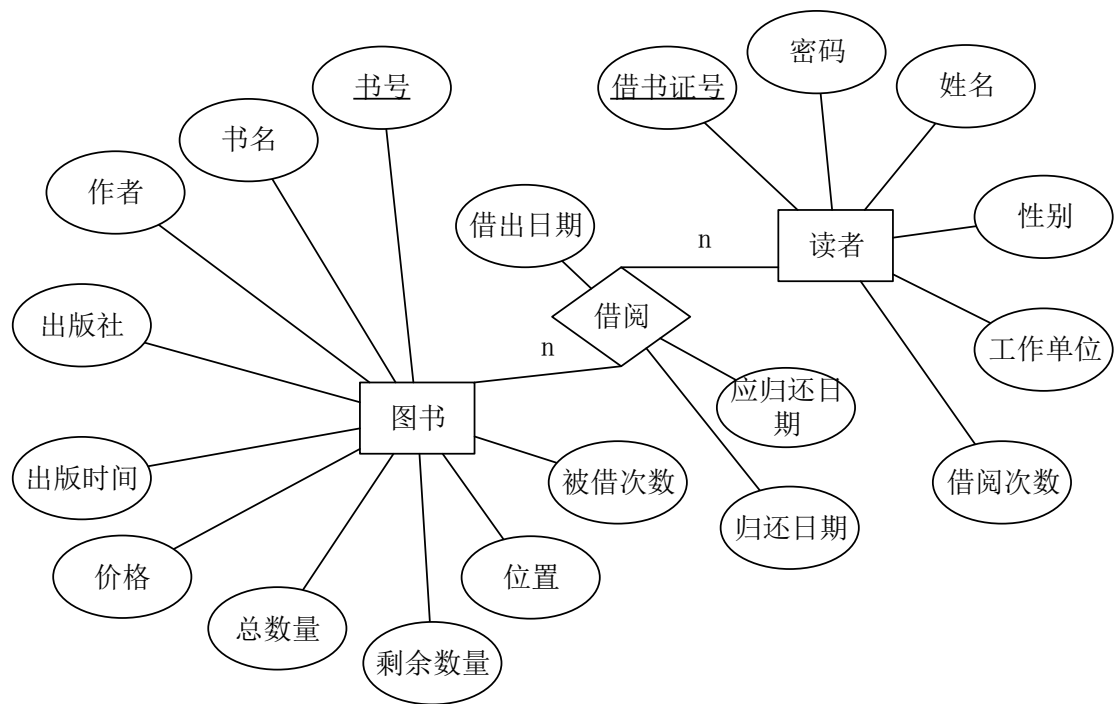 书号
书名
作者
出版社
出版时间
价格
总数量
剩余数量
位置
被借次数
图书
n
借阅
n
借出日期
应归还日
期
归还日期
读者
借书证号
密码
姓名
性别
工作单位
借阅次数